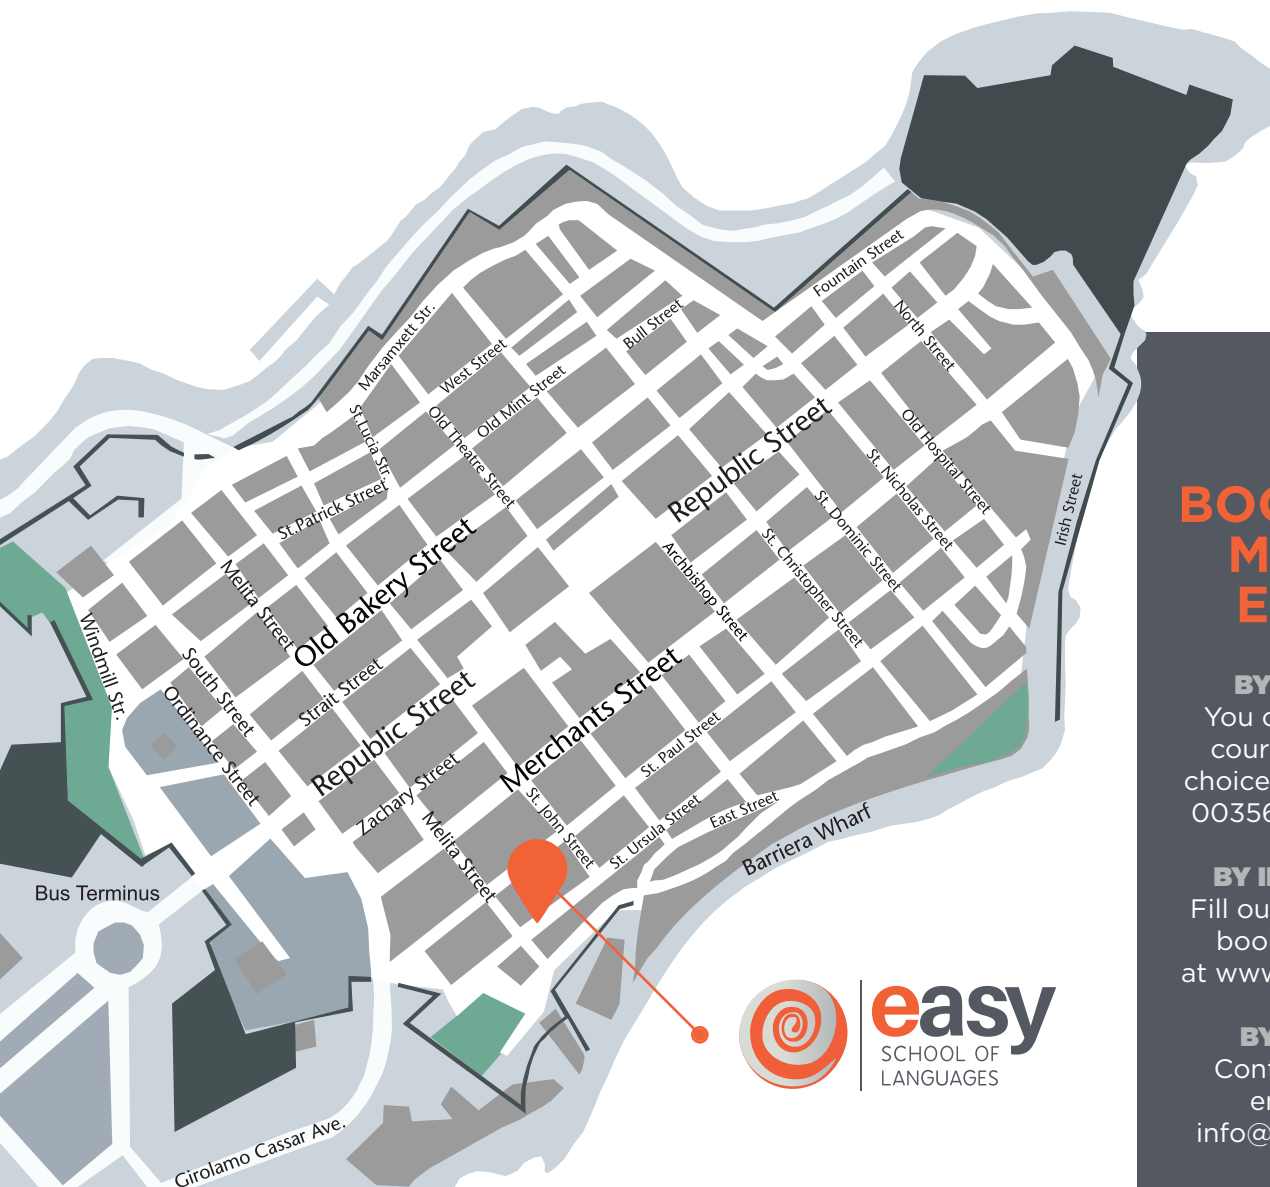 Fountain Street
North Street
Bull Street
Marsamxett Str.
West Street
Old Mint Street
St.Lucia Str.
Old Theatre Street
Republic Street
Old Hospital Street
St. Nicholas Street
St. Dominic Street
St. Christopher Street
Irish Street
St.Patrick Street
Old Bakery Street
Archbishop Street
Melita Street
Windmill Str.
South Street
Ordinance Street
Strait Street
Republic Street
Merchants Street
Zachary Street
St. Paul Street
St. John Street
Melita Street
St. Ursula Street
East Street
Barriera Wharf
Bus Terminus
Girolamo Cassar Ave.
easy
SCHOOL OF
LANGUAGES
BY
You
cour
choice
00356
Fill ou
boo
at www
BY
Cont
info@